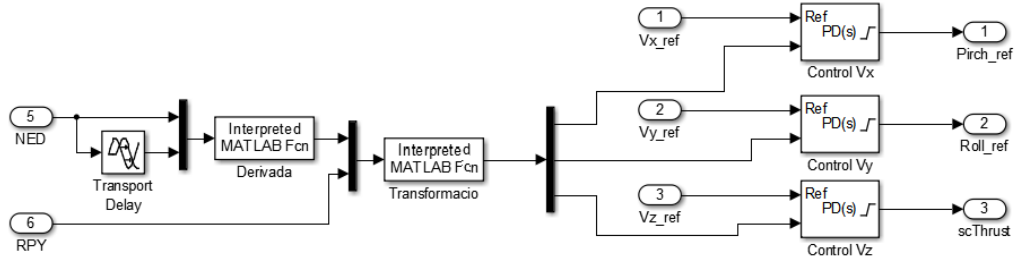 5
NED
Transport
Delay
6
RPY
Interpreted
MATLAB Fcn
Derivada
Interpreted
MATLAB Fcn
Transformacio
1
Vx_ref
Ref
PD(s)
Control Vx
1
Pirch_ref
2
Vy_ref
Ref
PD(s)
Control Vy
2
Roll_ref
3
Vz_ref
Ref
PD(s)
Control Vz
3
scThrust